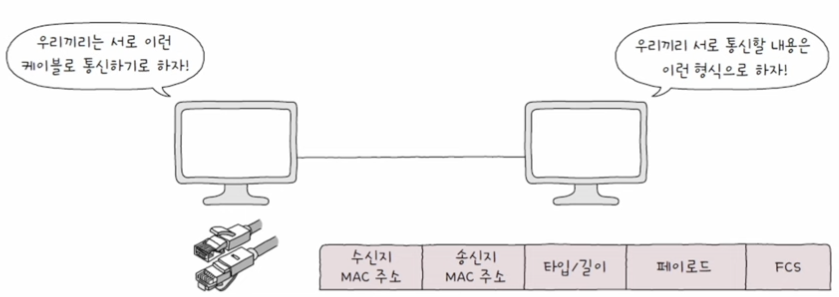 우리끼리는 서로 이런
케이블로 통신하기로 하자!
우리끼리 서로 통신할 내용은
이런 형식으로 하자!
수신지
MAC 주소
송신지
MAC 주소
타입/길이
페이로드
FCS